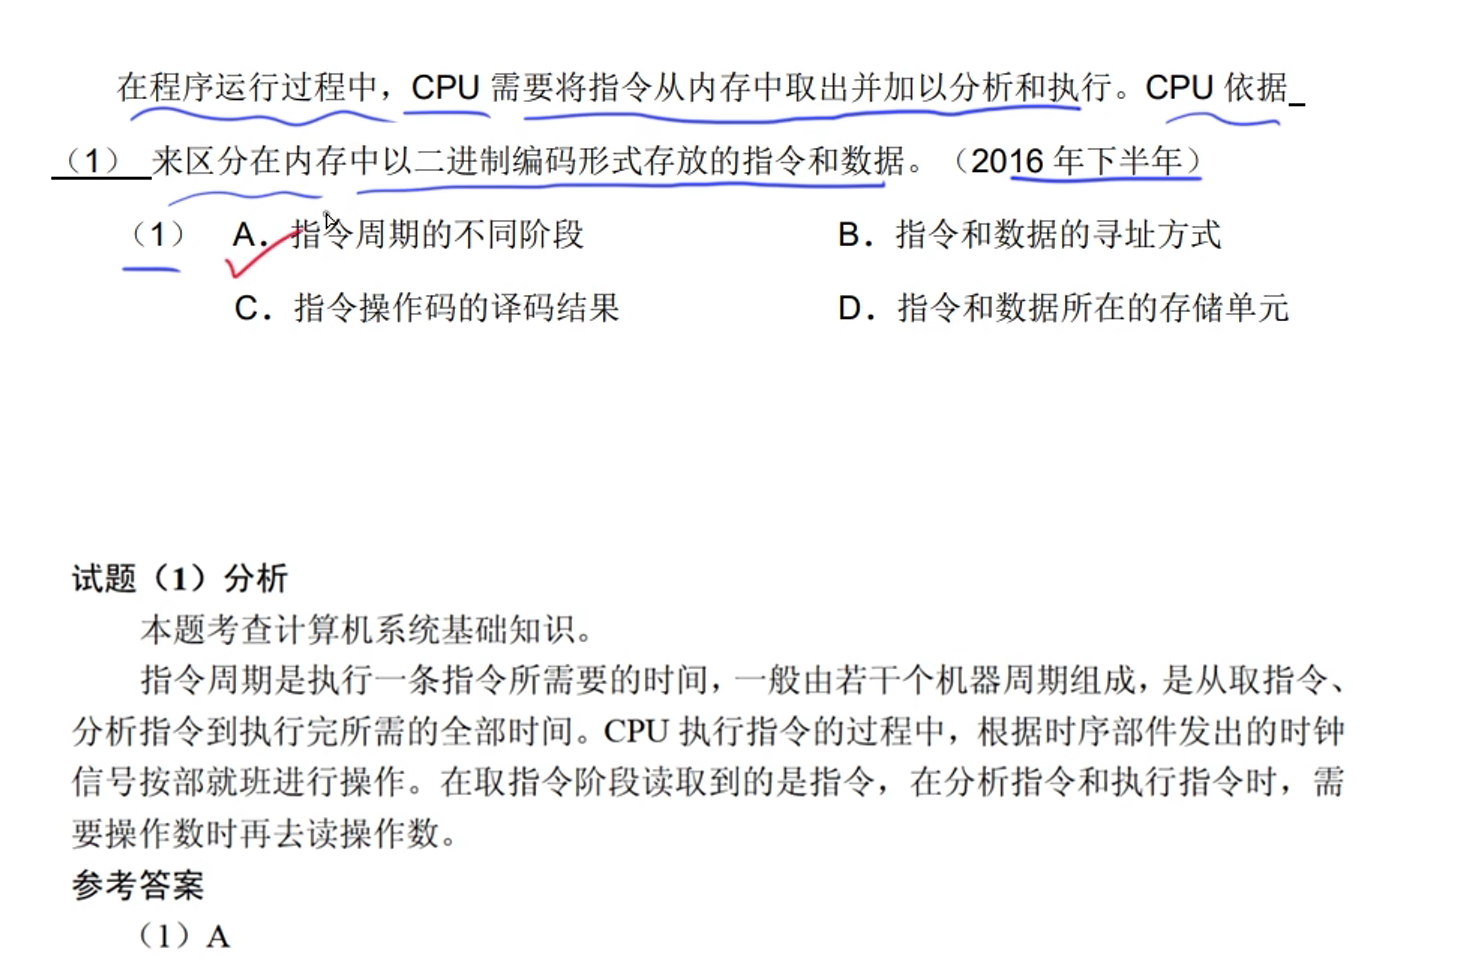 在程序运行过程中，CPU 需要将指令从内存中取出并加以分析和执行。CPU 依据
（1） 来区分在内存中以二进制编码形式存放的指令和数据。（2016 年下半年）
（1） A．指令周期的不同阶段 B．指令和数据的寻址方式
C．指令操作码的译码结果 D．指令和数据所在的存储单元
试题（1）分析
本题考查计算机系统基础知识。
指令周期是执行一条指令所需要的时间，一般由若干个机器周期组成，是从取指令、
分析指令到执行完所需的全部时间。CPU 执行指令的过程中，根据时序部件发出的时钟
信号按部就班进行操作。在取指令阶段读取到的是指令，在分析指令和执行指令时，需
要操作数时再去读操作数。
参考答案
（1）A